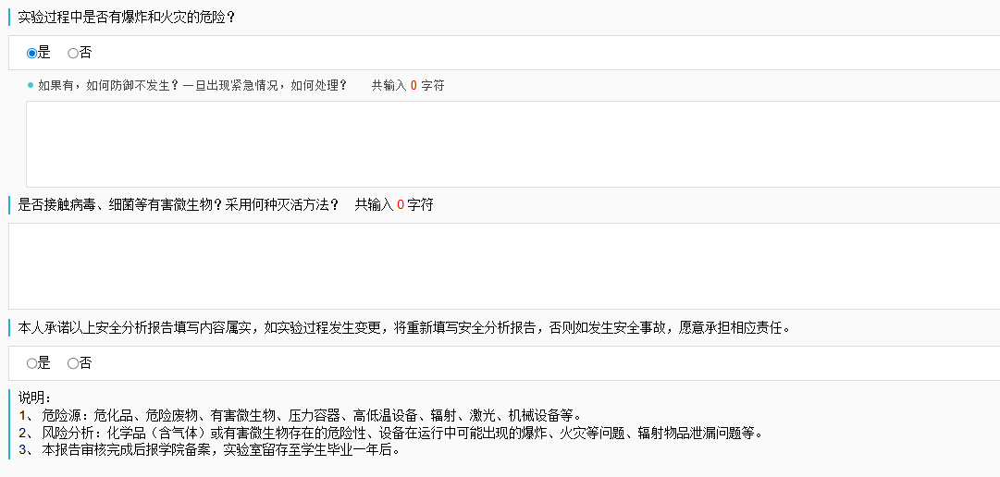 实验过程中是否有爆炸和火灾的危险？
是 否
如果有，如何防御不发生？一旦出现紧急情况，如何处理？ 共输入 0 字符
是否接触病毒、细菌等有害微生物？采用何种灭活方法？ 共输入 0 字符
本人承诺以上安全分析报告填写内容属实，如实验过程发生变更，将重新填写安全分析报告，否则如发生安全事故，愿意承担相应责任。
是 否
说明：
1、 危险源：危化品、危险废物、有害微生物、压力容器、高低温设备、辐射、激光、机械设备等。
2、 风险分析：化学品（含气体）或有害微生物存在的危险性、设备在运行中可能出现的爆炸、火灾等问题、辐射物品泄漏问题等。
3、 本报告审核完成后报学院备案，实验室留存至学生毕业一年后。